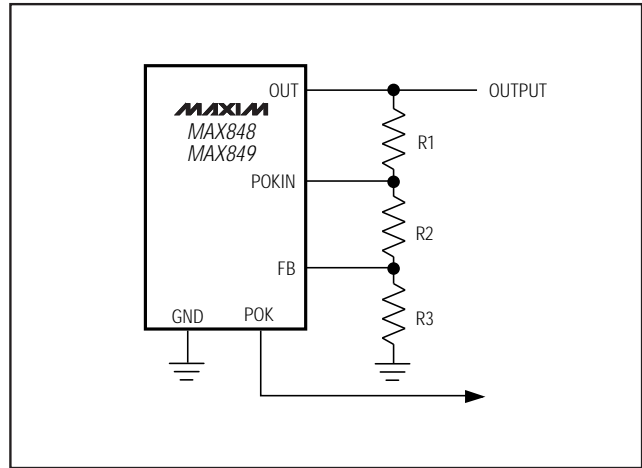 OUT
OUTPUT
MAXIM
MAX848
MAX849
R1
POKIN
R2
FB
R3
GND
POK